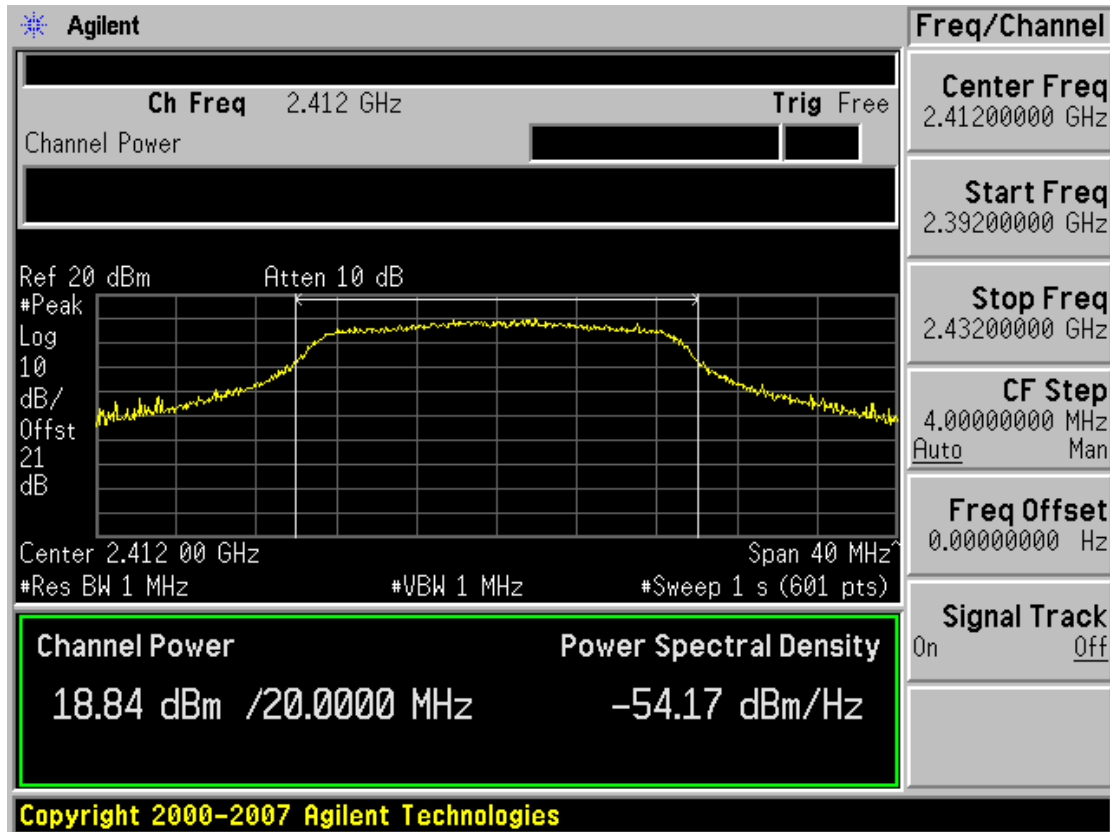 Agilent
Freq/Channel
Ch Freq 2.412 GHz Trig Free
Channel Power
Center Freq
2.41200000 GHz
Start Freq
2.39200000 GHz
Stop Freq
2.43200000 GHz
CF Step
4.00000000 MHz
Auto Man
Freq Offset
0.00000000 Hz
Signal Track
On Off
Ref 20 dBm Atten 10 dB
#Peak
Log
10
dB/
Offst
21
dB
Center 2.412 00 GHz Span 40 MHz^
#Res BW 1 MHz #VBW 1 MHz #Sweep 1 s (601 pts)
Channel Power Power Spectral Density
18.84 dBm /20.0000 MHz -54.17 dBm/Hz
Copyright 2000-2007 Agilent Technologies